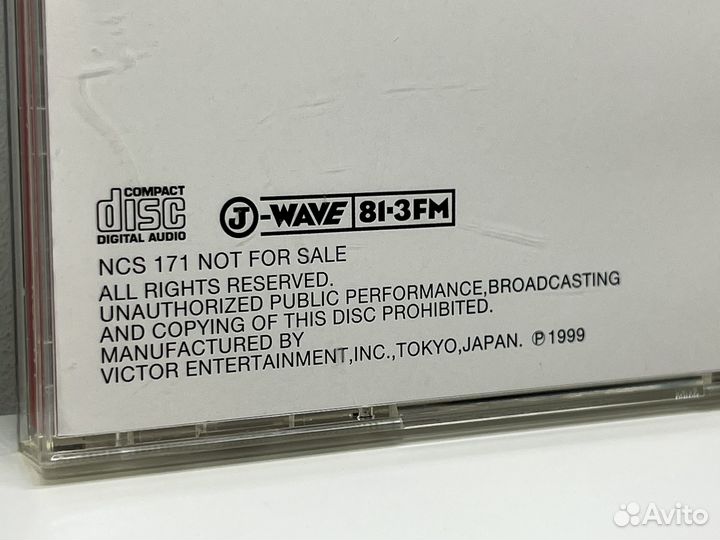 COMPACT
disc
DIGITAL AUDIO
J-WAVE 81·3FM
NCS 171 NOT FOR SALE
ALL RIGHTS RESERVED.
UNAUTHORIZED PUBLIC PERFORMANCE,BROADCASTING
AND COPYING OF THIS DISC PROHIBITED.
MANUFACTURED BY
VICTOR ENTERTAINMENT,INC.,TOKYO,JAPAN. ℗1999
Avito